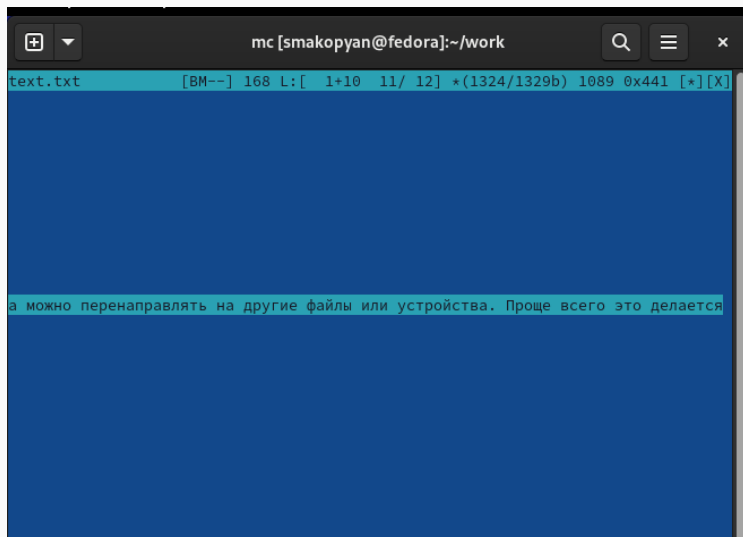 mc [smakopyan@fedora]:~/work
text.txt [BM--] 168 L:[ 1+10 11/ 12] *(1324/1329b) 1089 0x441 [*][X]
а можно перенаправлять на другие файлы или устройства. Проще всего это делается